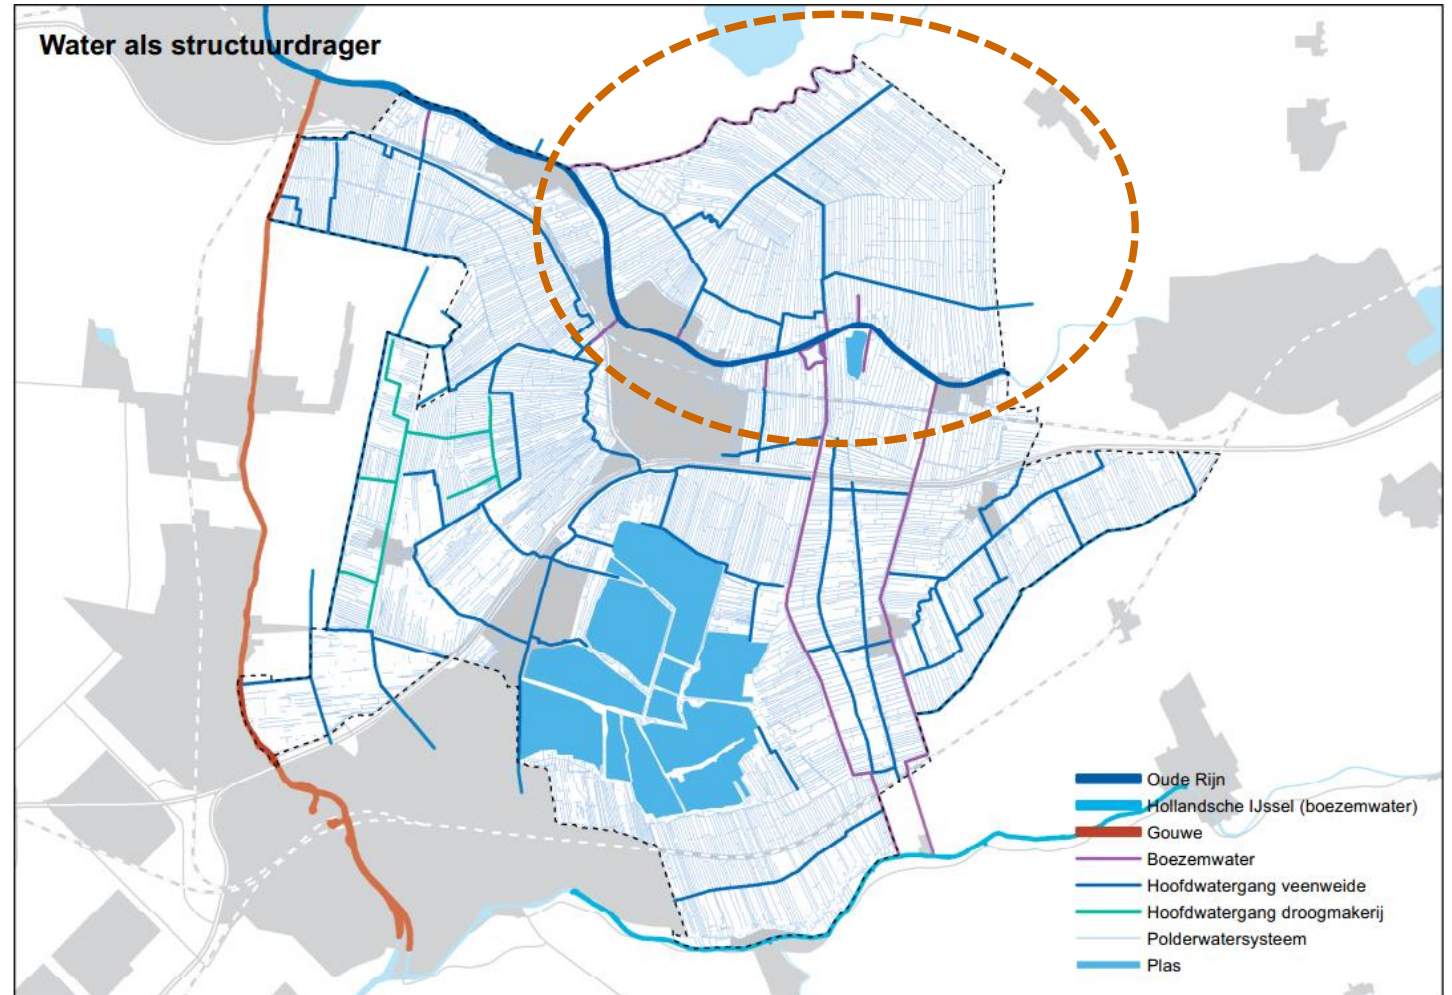 Water als structuurdrager
Oude Rijn
Hollandsche IJssel (boezemwater)
Gouwe
Boezemwater
Hoofdwatergang veenweide
Hoofdwatergang droogmakerij
Polderwatersysteem
Plas